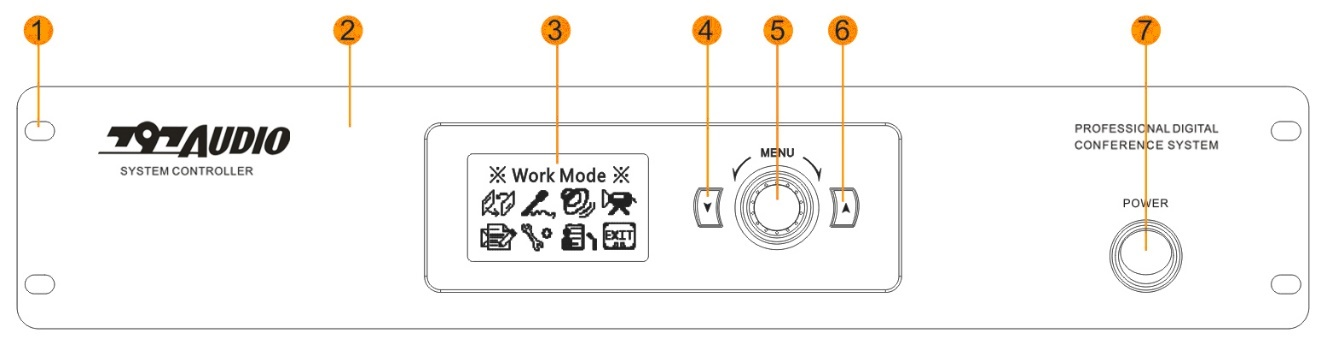 1 2 3 4 5 6 7
797 AUDIO
SYSTEM CONTROLLER
※ Work Mode ※
EXIT
MENU
PROFESSIONAL DIGITAL
CONFERENCE SYSTEM
POWER